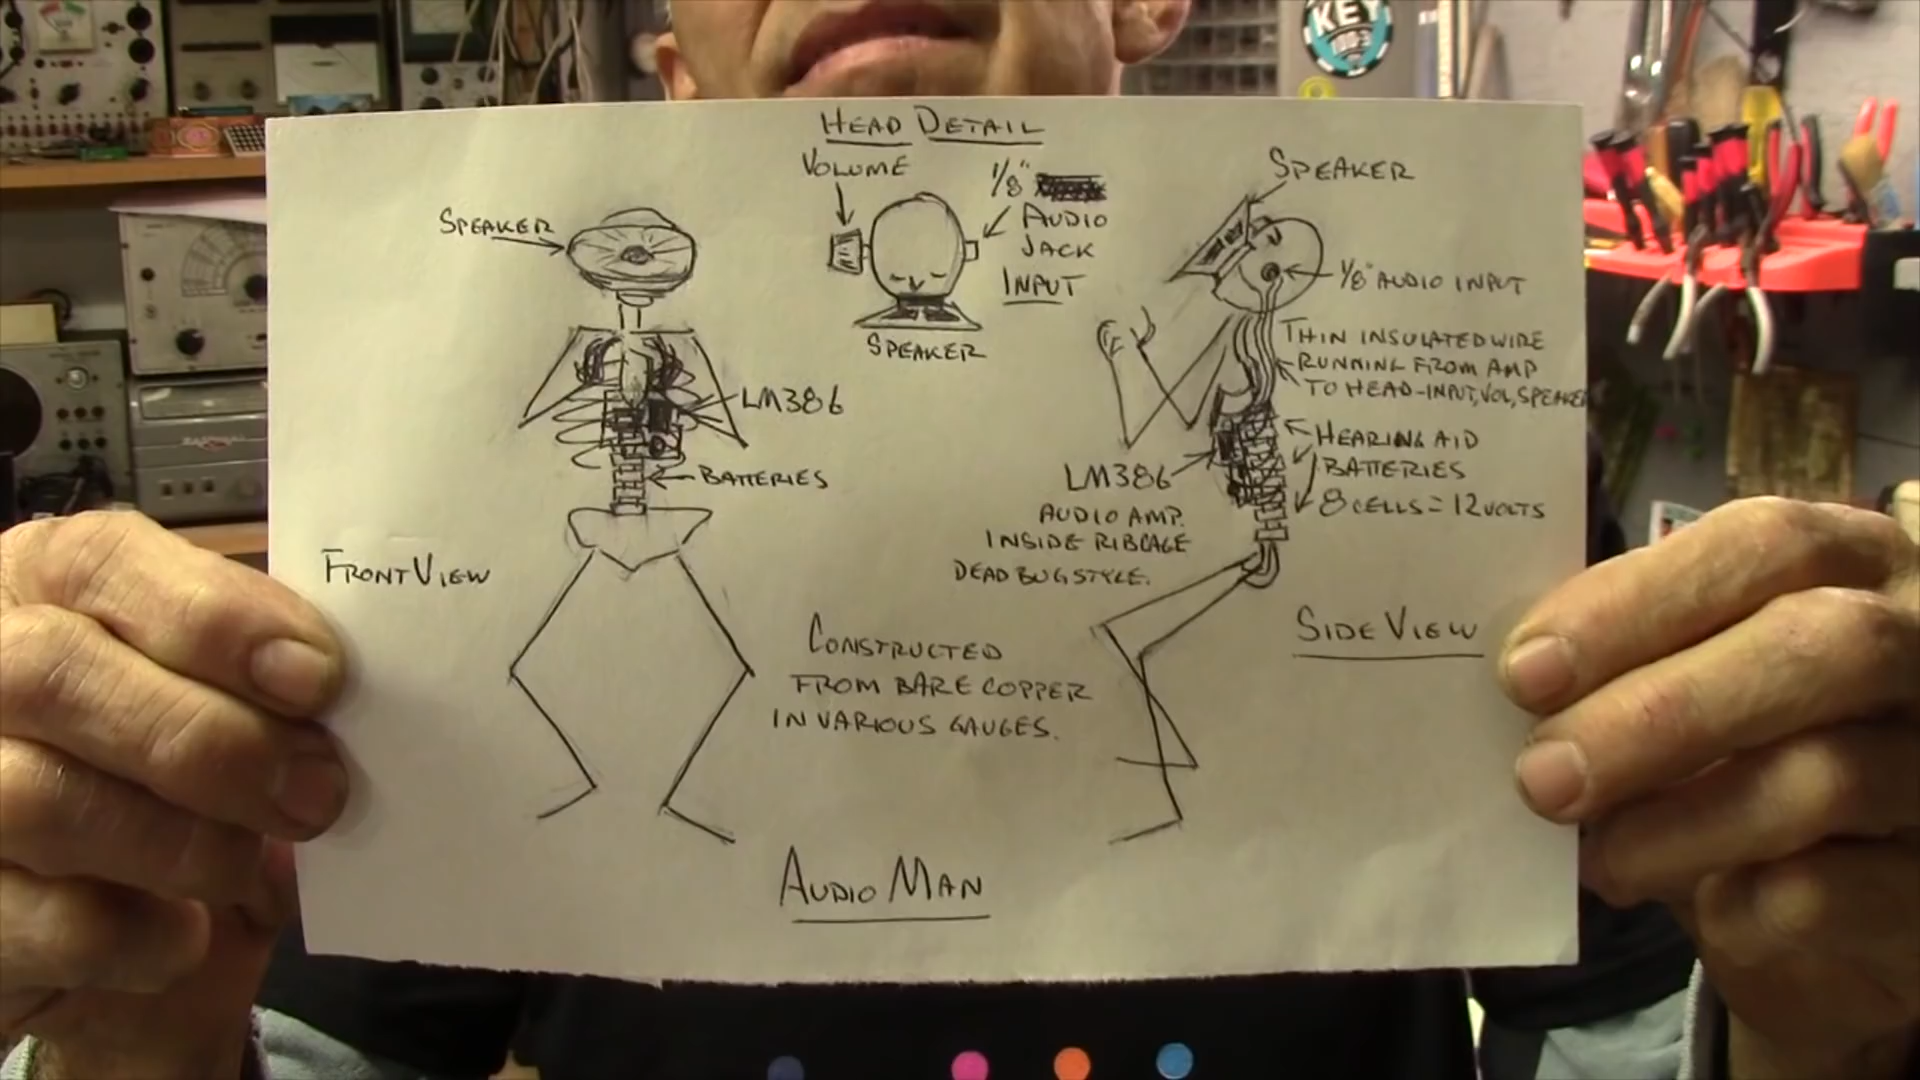 HEAD DETAIL
VOLUME
1/8"
AUDIO
JACK
INPUT
SPEAKER
SPEAKER
LM386
BATTERIES
FRONT VIEW
SPEAKER
1/8" AUDIO INPUT
THIN INSULATED WIRE
RUNNING FROM AMP
TO HEAD-INPUT, VOL, SPEAKER
HEARING AID
BATTERIES
8 CELLS = 12 VOLTS
LM386
AUDIO AMP.
INSIDE RIBCAGE
DEAD BUG STYLE.
SIDE VIEW
CONSTRUCTED
FROM BARE COPPER
IN VARIOUS GAUGES.
AUDIO MAN
KEY